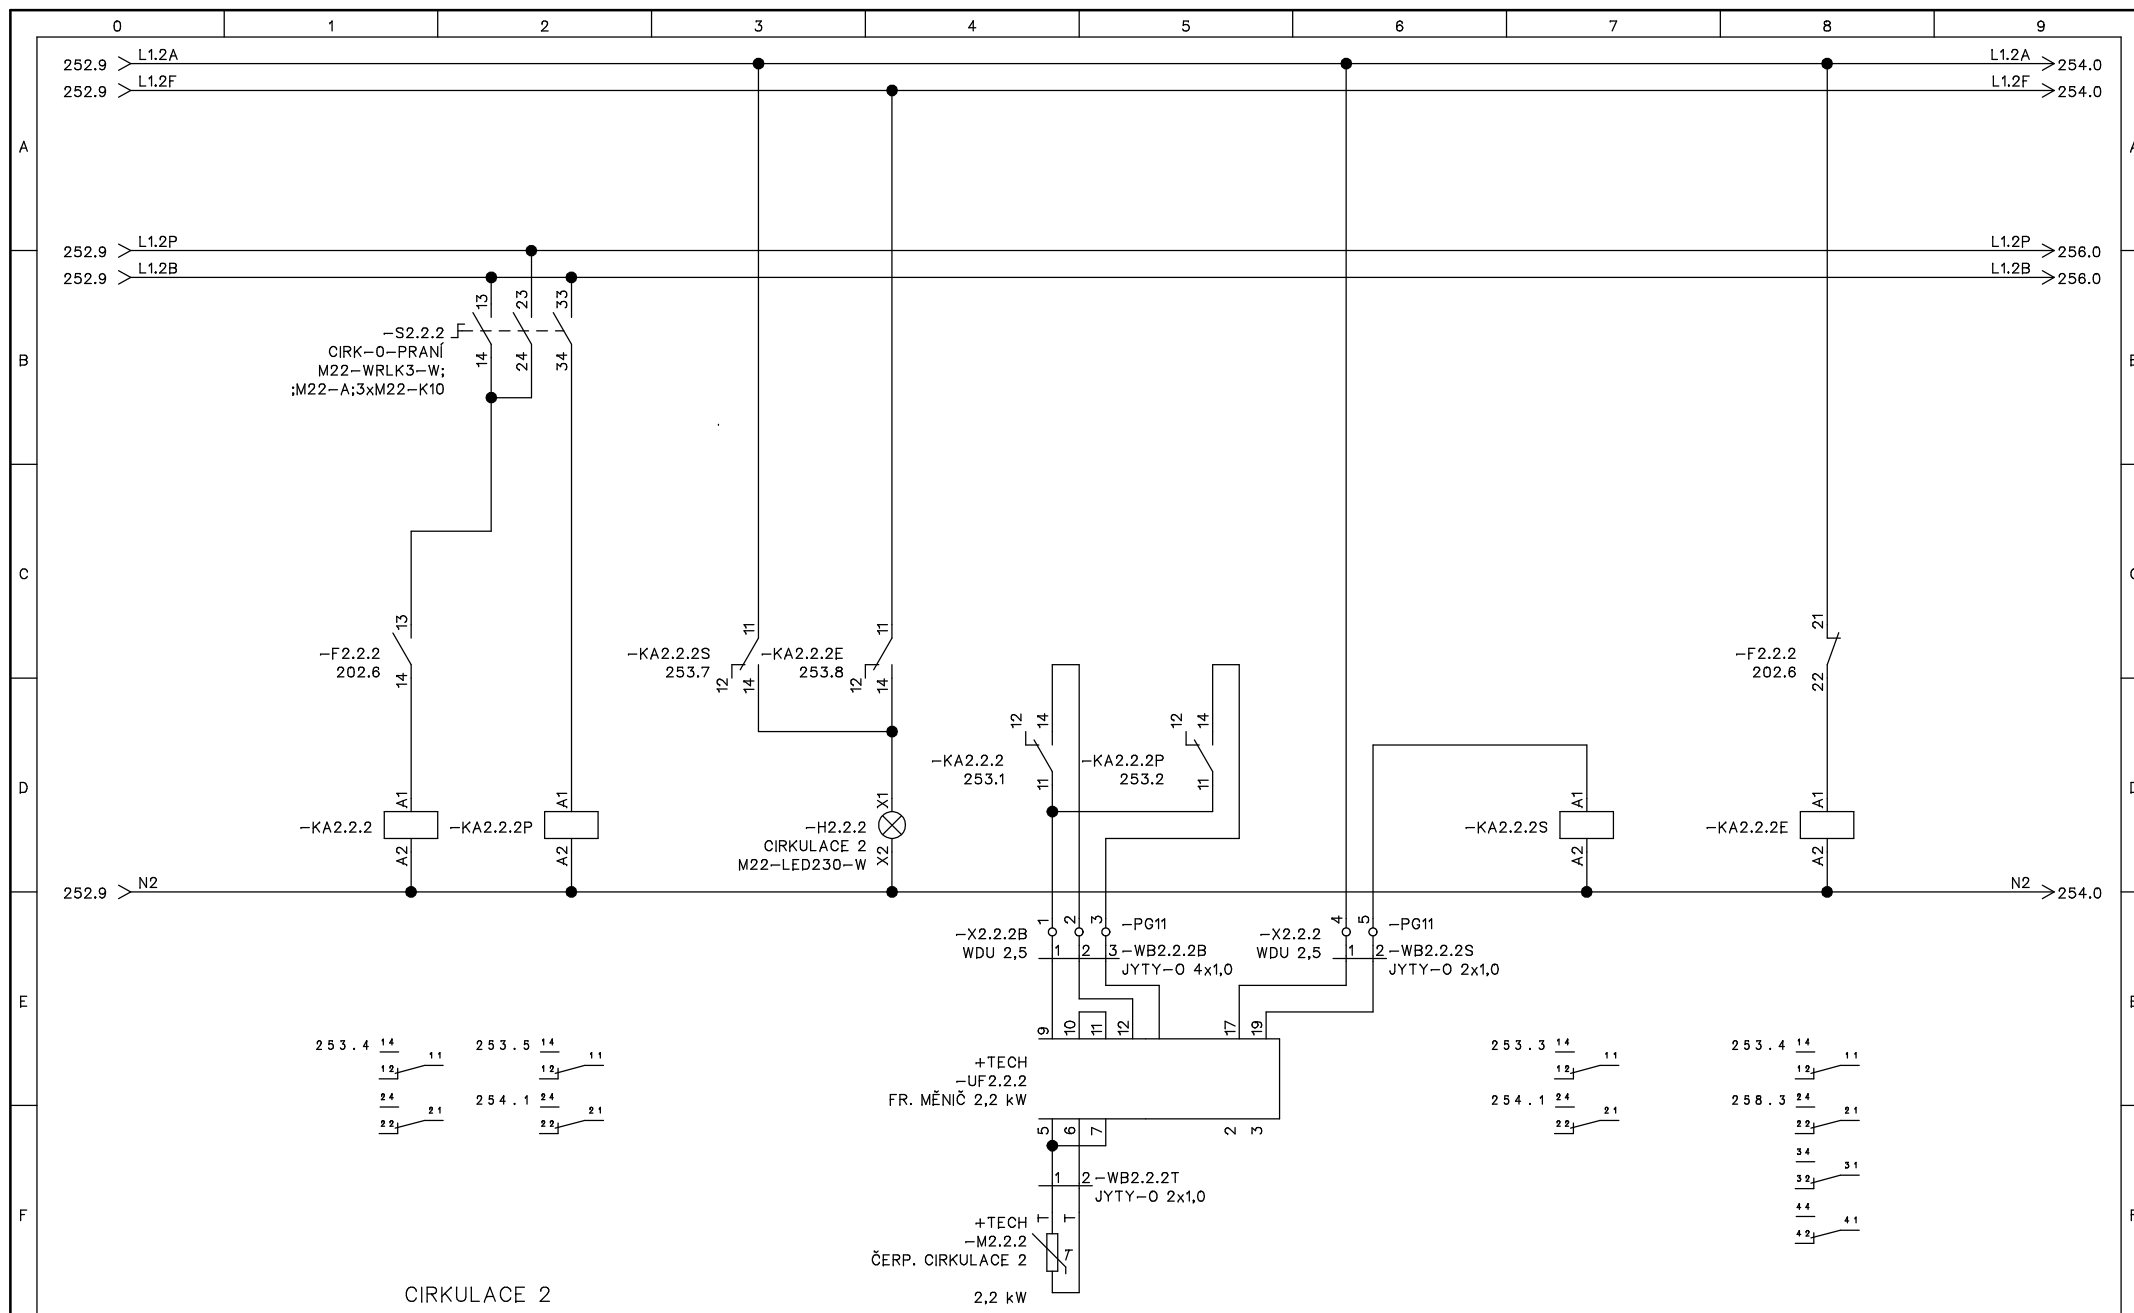 0 1 2 3 4 5 6 7 8 9
252.9 L1.2A L1.2A 254.0
252.9 L1.2F L1.2F 254.0
A A
252.9 L1.2P L1.2P 256.0
252.9 L1.2B L1.2B 256.0
13 23 33
-S2.2.2
CIRK-0-PRANÍ
M22-WRLK3-W;
;M22-A;3xM22-K10
14 24 34
B
C
13
-F2.2.2
202.6
14
11
-KA2.2.2S
253.7
12 14
11
-KA2.2.2E
253.8
12 14
21
-F2.2.2
202.6
22
12 14
-KA2.2.2
253.1
11
12 14
-KA2.2.2P
253.2
11
D
A1
-KA2.2.2
A2
A1
-KA2.2.2P
A2
X1
-H2.2.2
CIRKULACE 2
M22-LED230-W
X2
A1
-KA2.2.2S
A2
A1
-KA2.2.2E
A2
252.9 N2 N2 254.0
1 2 3 -PG11
-X2.2.2B
WDU 2,5
1 2 3 -WB2.2.2B
JYTY-O 4x1,0
4 5 -PG11
-X2.2.2
WDU 2,5
1 2 -WB2.2.2S
JYTY-O 2x1,0
E
9 10 11 12 17 19
+TECH
-UF2.2.2
FR. MĚNIČ 2,2 kW
5 6 7 2 3
253.4 14 11
12
24 21
22
253.5 14 11
12
254.1 24 21
22
253.3 14 11
12
254.1 24 21
22
253.4 14 11
12
258.3 24 21
22
34 31
32
44 41
42
1 2 -WB2.2.2T
JYTY-O 2x1,0
F
+TECH T T
-M2.2.2 T
ČERP. CIRKULACE 2
2,2 kW
CIRKULACE 2